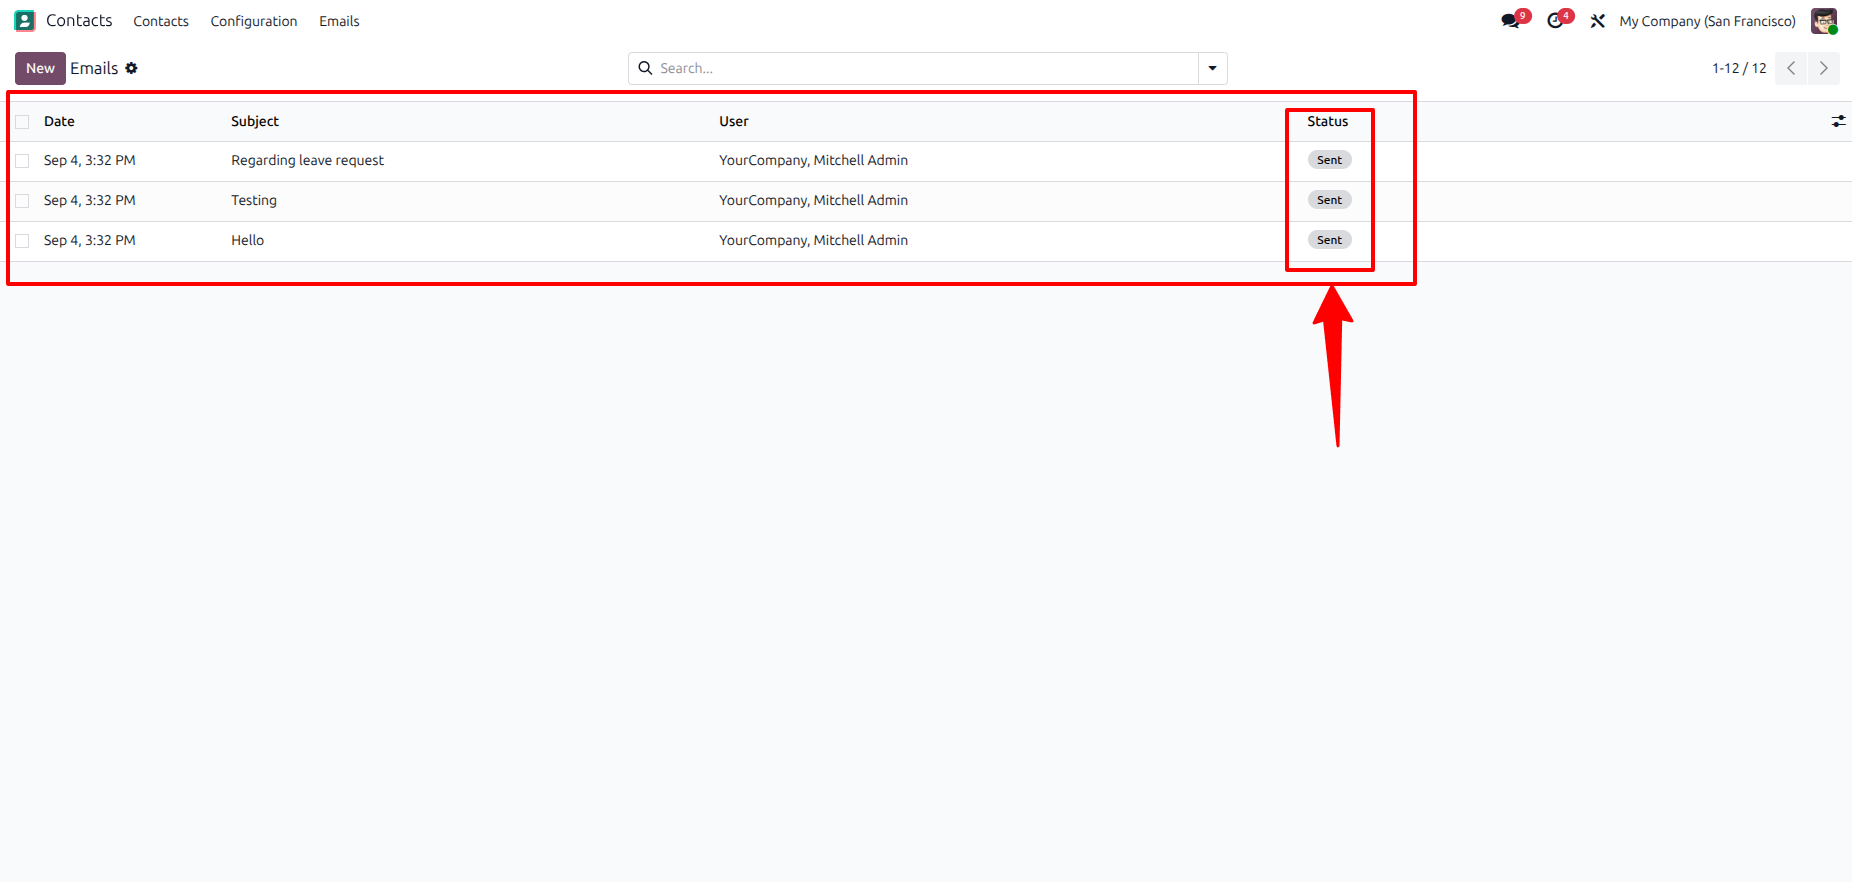 Contacts Contacts Configuration Emails 9 4 My Company (San Francisco)
New Emails Search... 1-12 / 12
Date Subject User Status
Sep 4, 3:32 PM Regarding leave request YourCompany, Mitchell Admin Sent
Sep 4, 3:32 PM Testing YourCompany, Mitchell Admin Sent
Sep 4, 3:32 PM Hello YourCompany, Mitchell Admin Sent